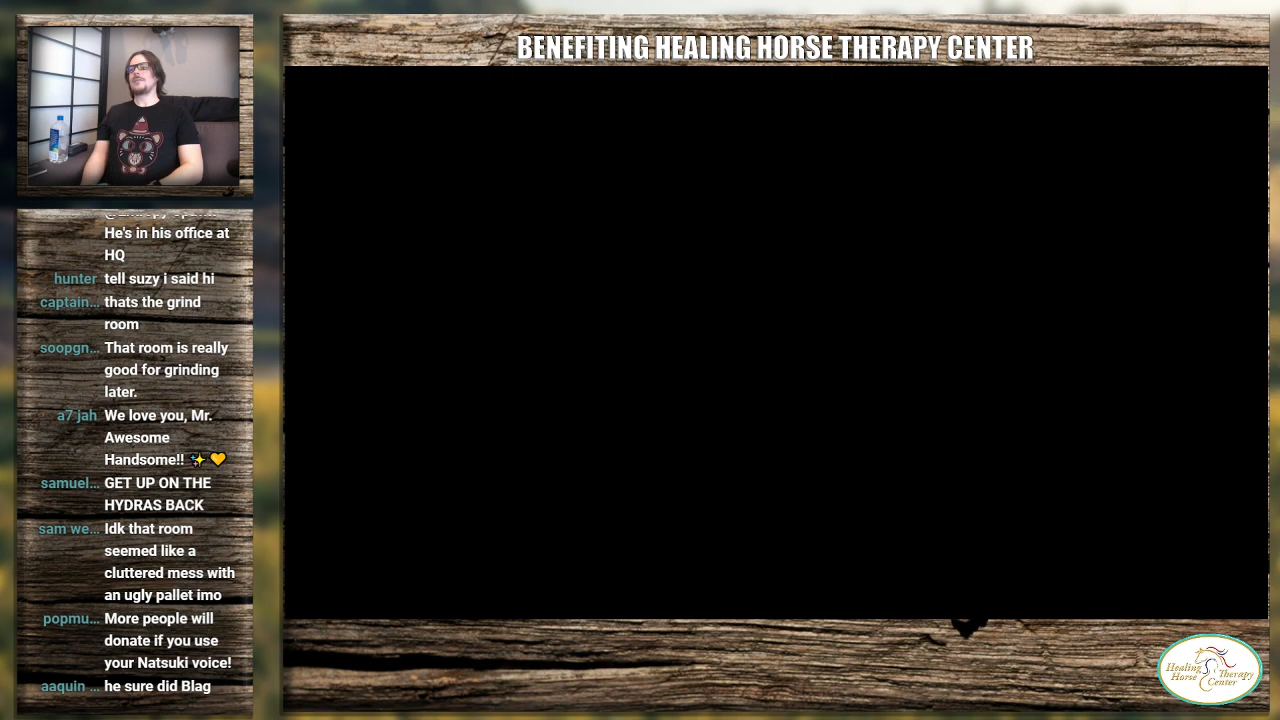 BENEFITING HEALING HORSE THERAPY CENTER
He's in his office at
HQ
hunter tell suzy i said hi
captain... thats the grind
room
soopgn... That room is really
good for grinding
later.
a7 jah We love you, Mr.
Awesome
Handsome!! ✨💛
samuel... GET UP ON THE
HYDRAS BACK
sam we... Idk that room
seemed like a
cluttered mess with
an ugly pallet imo
popmu... More people will
donate if you use
your Natsuki voice!
aaquin ... he sure did Blag
Healing
Horse Therapy
Center